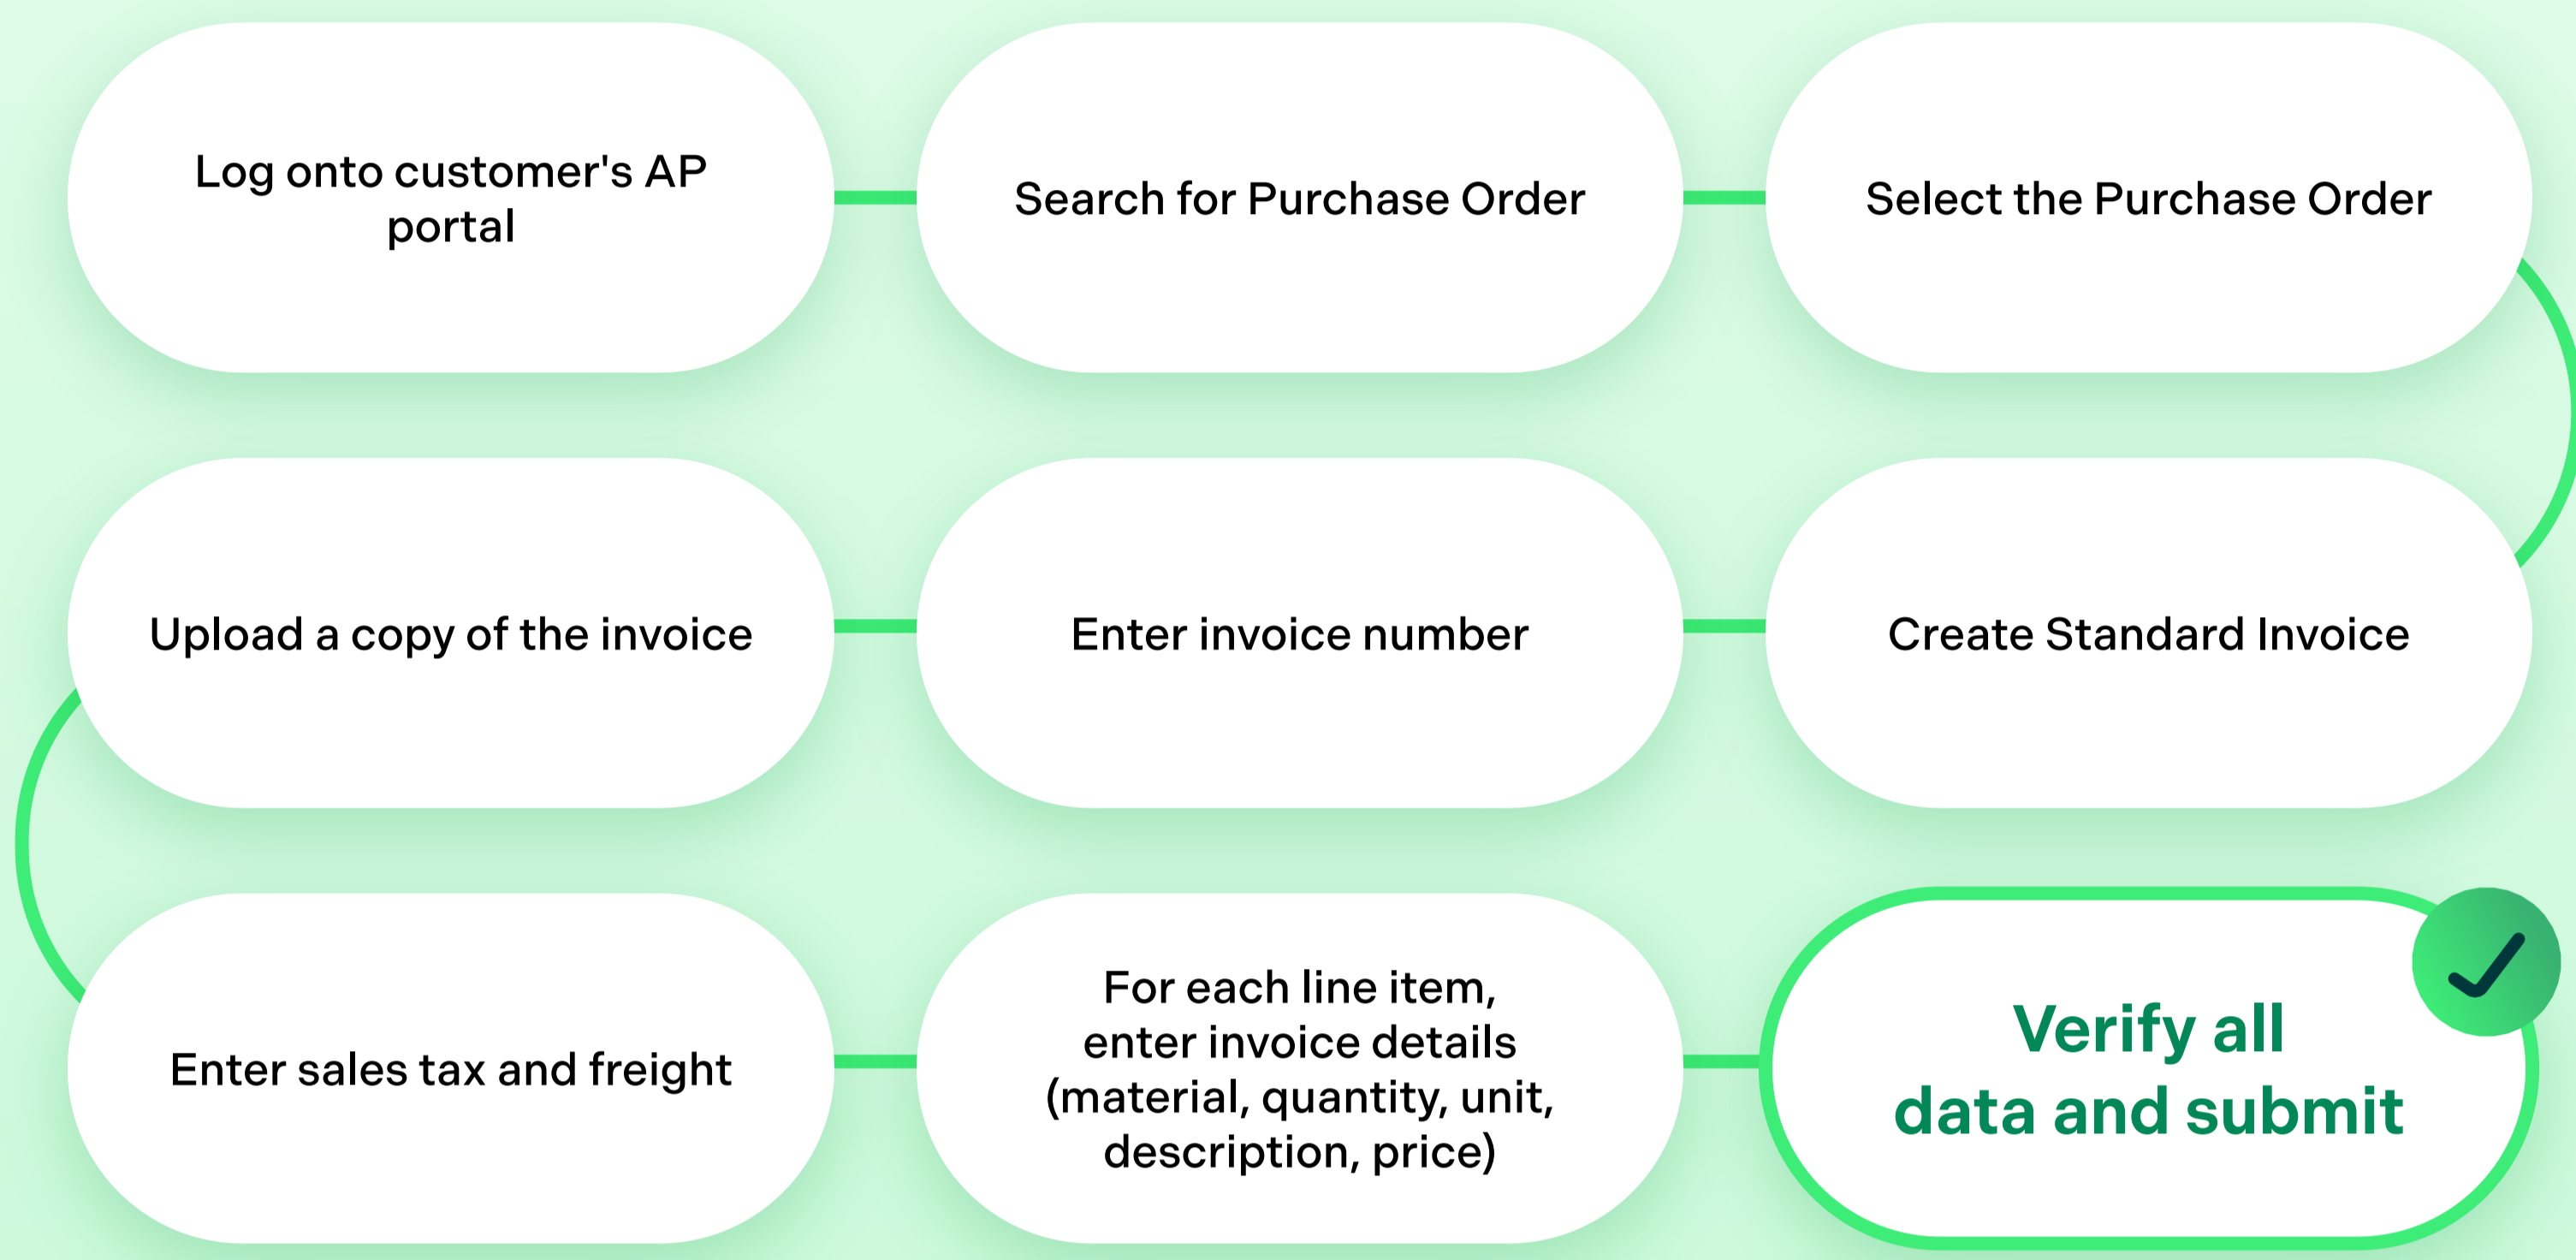 Log onto customer's AP
portal
Search for Purchase Order
Select the Purchase Order
Create Standard Invoice
Enter invoice number
Upload a copy of the invoice
Enter sales tax and freight
For each line item,
enter invoice details
(material, quantity, unit,
description, price)
Verify all
data and submit